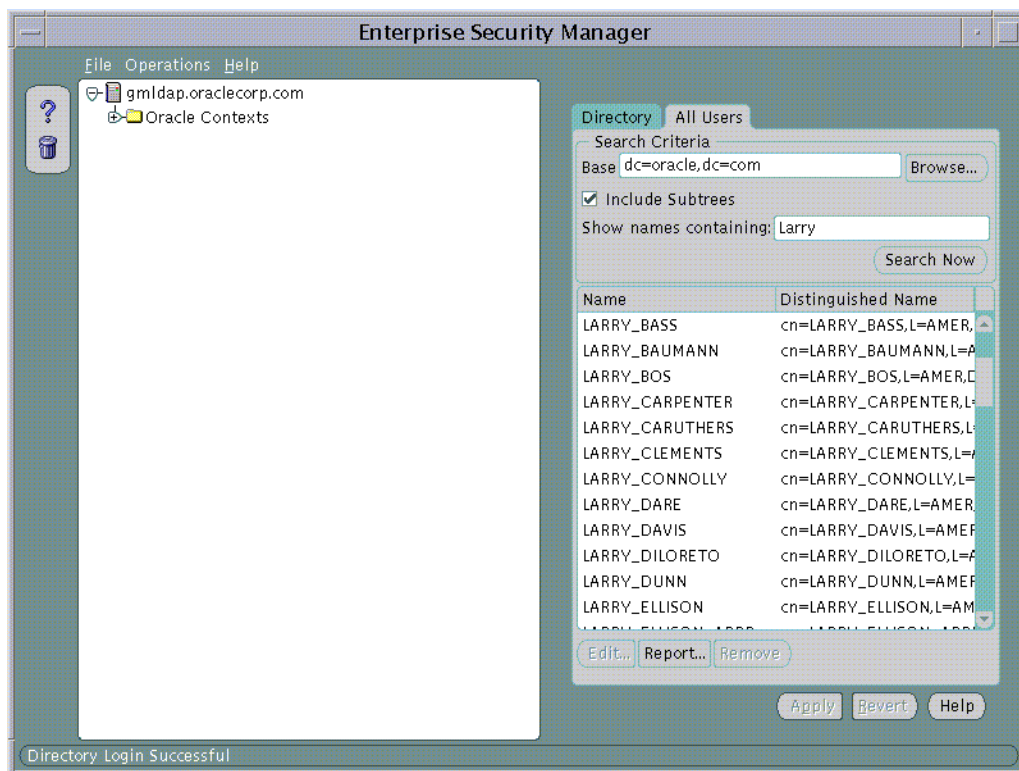 Enterprise Security Manager
File Operations Help
gmldap.oraclecorp.com
Oracle Contexts
Directory All Users
Search Criteria
Base dc=oracle,dc=com Browse...
Include Subtrees
Show names containing: Larry
Search Now
Name Distinguished Name
LARRY_BASS cn=LARRY_BASS,L=AMER,
LARRY_BAUMANN cn=LARRY_BAUMANN,L=A
LARRY_BOS cn=LARRY_BOS,L=AMER,D
LARRY_CARPENTER cn=LARRY_CARPENTER,L=
LARRY_CARUTHERS cn=LARRY_CARUTHERS,L
LARRY_CLEMENTS cn=LARRY_CLEMENTS,L=A
LARRY_CONNOLLY cn=LARRY_CONNOLLY,L=
LARRY_DARE cn=LARRY_DARE,L=AMER,
LARRY_DAVIS cn=LARRY_DAVIS,L=AMER
LARRY_DILORETO cn=LARRY_DILORETO,L=A
LARRY_DUNN cn=LARRY_DUNN,L=AMER
LARRY_ELLISON cn=LARRY_ELLISON,L=AM
Edit... Report... Remove
Apply Revert Help
Directory Login Successful